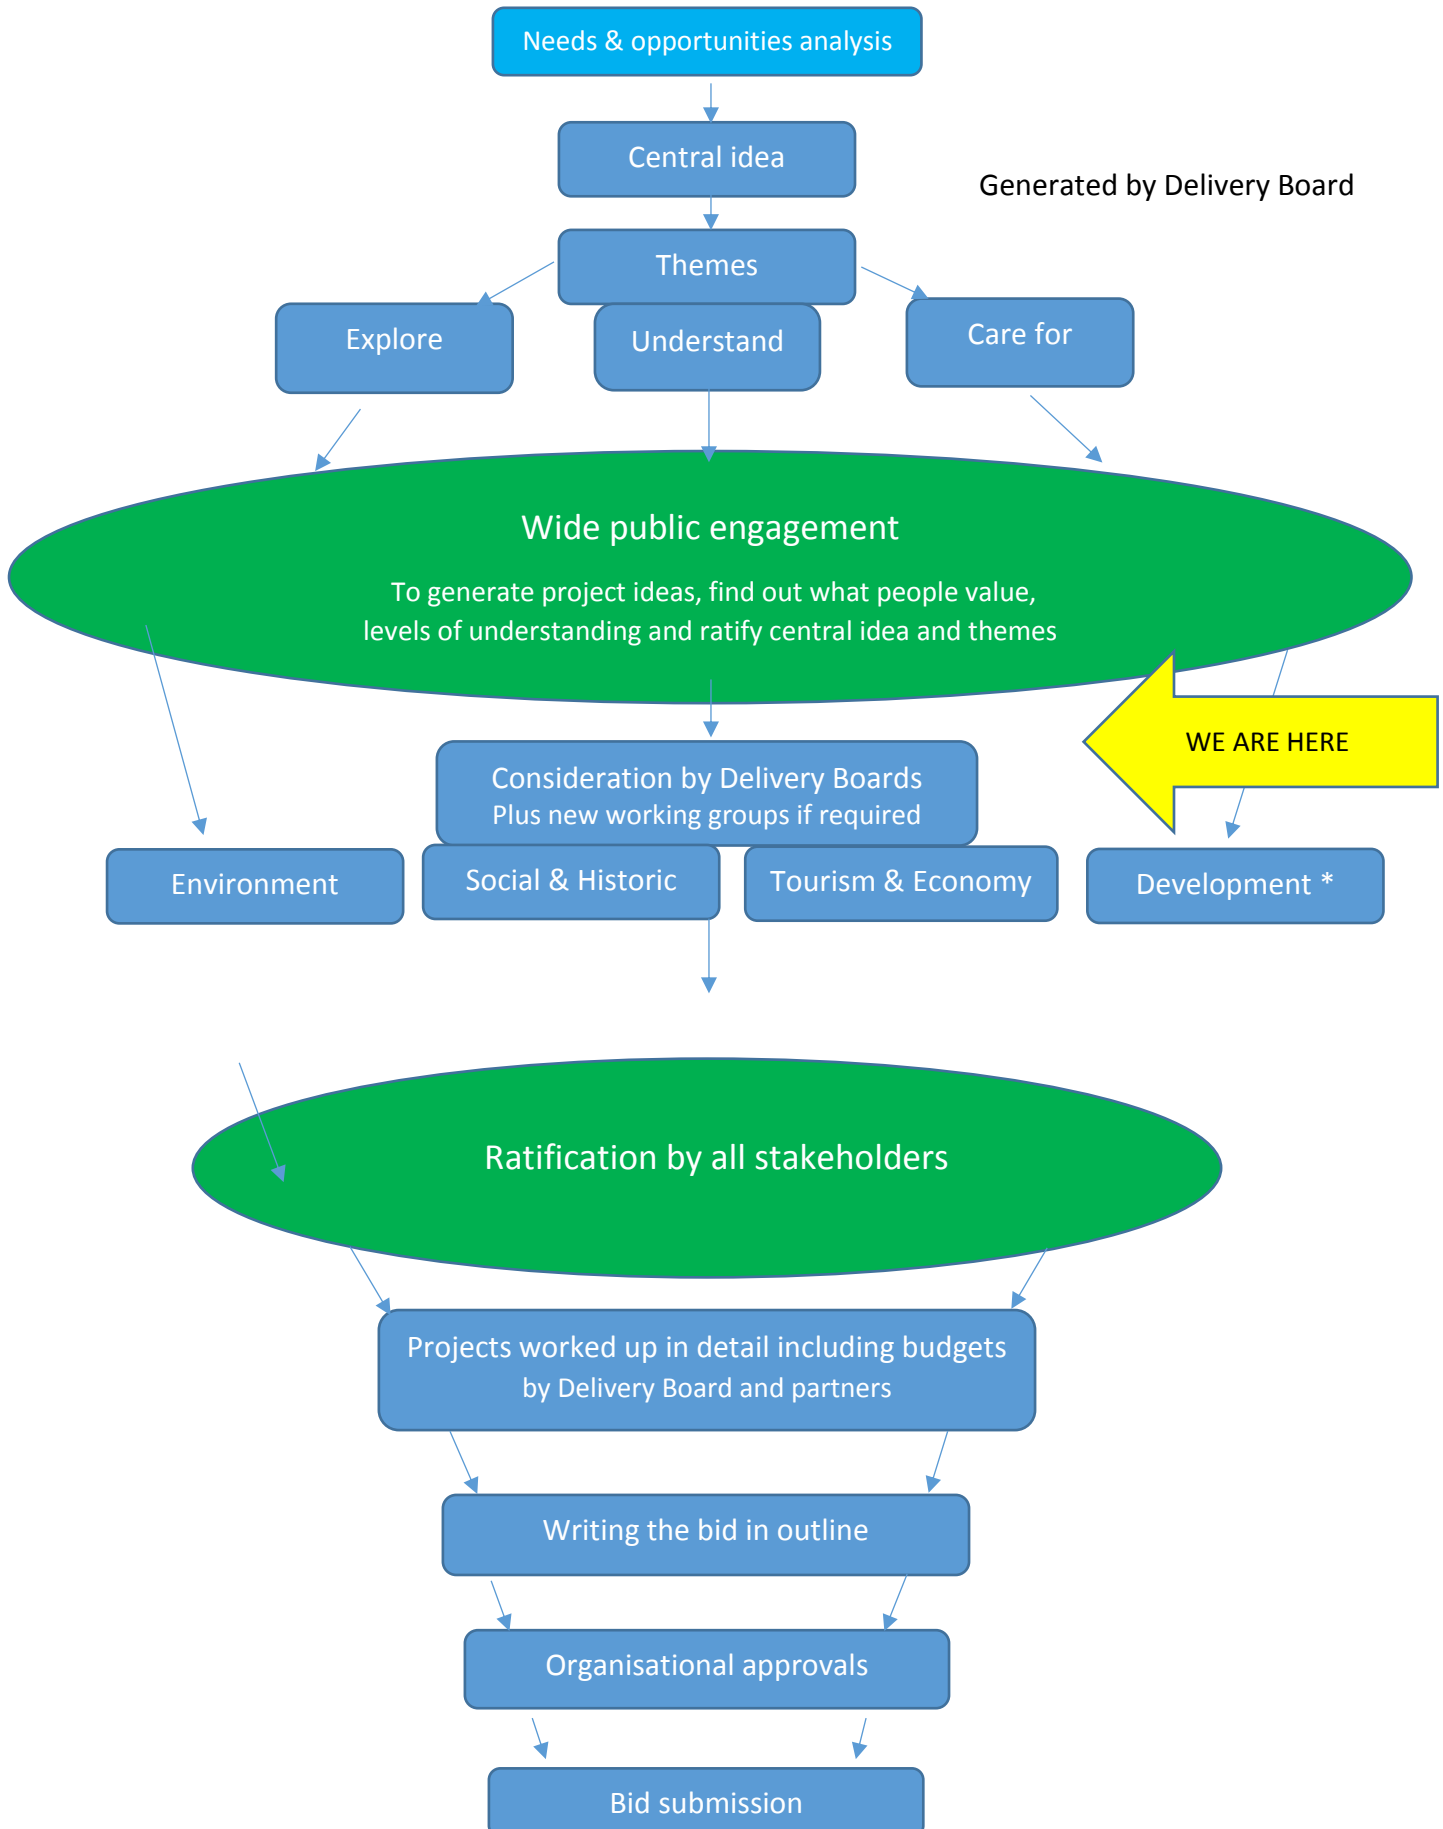 Needs & opportunities analysis
Central idea
Generated by Delivery Board
Themes
Explore
Understand
Care for
Wide public engagement
To generate project ideas, find out what people value,
levels of understanding and ratify central idea and themes
WE ARE HERE
Consideration by Delivery Boards
Plus new working groups if required
Environment
Social & Historic
Tourism & Economy
Development *
Ratification by all stakeholders
Projects worked up in detail including budgets
by Delivery Board and partners
Writing the bid in outline
Organisational approvals
Bid submission